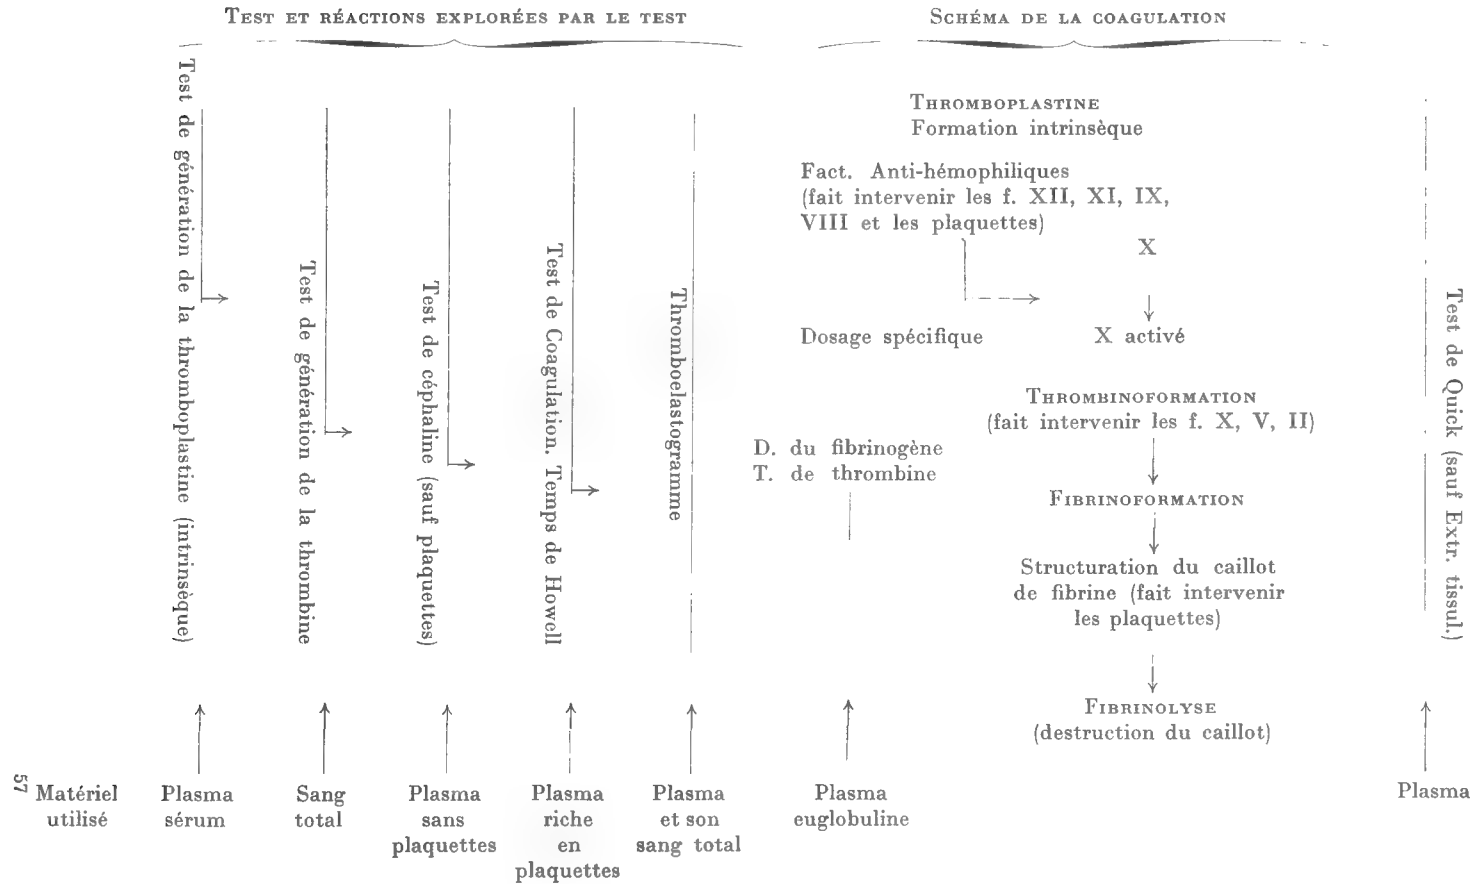 TEST ET RÉACTIONS EXPLORÉES PAR LE TEST
SCHÉMA DE LA COAGULATION
Test de génération de la thromboplastine (intrinsèque)
Test de génération de la thrombine
Test de céphaline (sauf plaquettes)
Test de Coagulation. Temps de Howell
Thromboelastogramme
THROMBOPLASTINE
Formation intrinsèque
Fact. Anti-hémophiliques
(fait intervenir les f. XII, XI, IX,
VIII et les plaquettes)
X
Dosage spécifique
X activé
THROMBINOFORMATION
(fait intervenir les f. X, V, II)
D. du fibrinogène
T. de thrombine
FIBRINOFORMATION
Structuration du caillot
de fibrine (fait intervenir
les plaquettes)
FIBRINOLYSE
(destruction du caillot)
Test de Quick (sauf Extr. tissul.)
57
Matériel
utilisé
Plasma
sérum
Sang
total
Plasma
sans
plaquettes
Plasma
riche
en
plaquettes
Plasma
et son
sang total
Plasma
euglobuline
Plasma